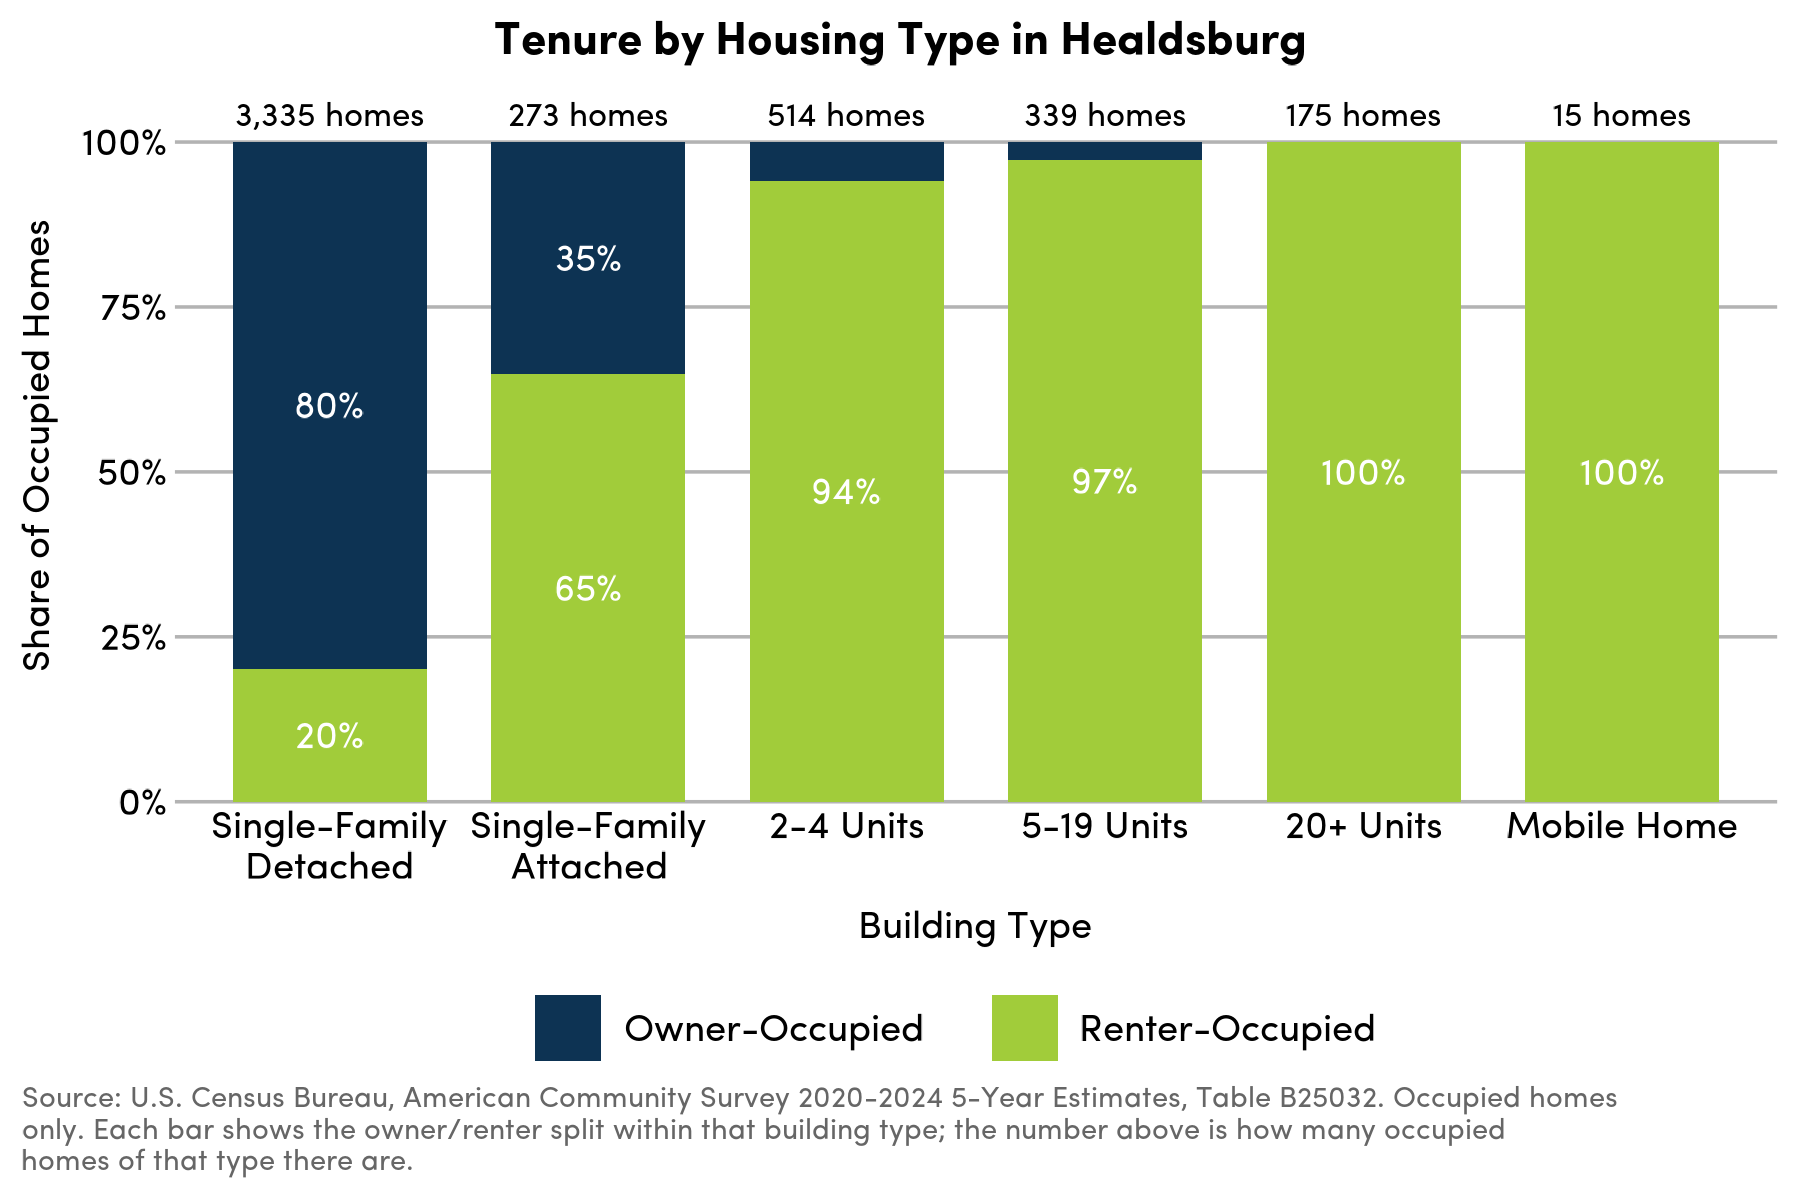 Tenure by Housing Type in Healdsburg
3,335 homes 273 homes 514 homes 339 homes 175 homes 15 homes
100%
75%
50%
25%
0%
Share of Occupied Homes
80%
20%
35%
65%
94%
97%
100%
100%
Single-Family Detached
Single-Family Attached
2-4 Units
5-19 Units
20+ Units
Mobile Home
Building Type
Owner-Occupied
Renter-Occupied
Source: U.S. Census Bureau, American Community Survey 2020-2024 5-Year Estimates, Table B25032. Occupied homes
only. Each bar shows the owner/renter split within that building type; the number above is how many occupied
homes of that type there are.